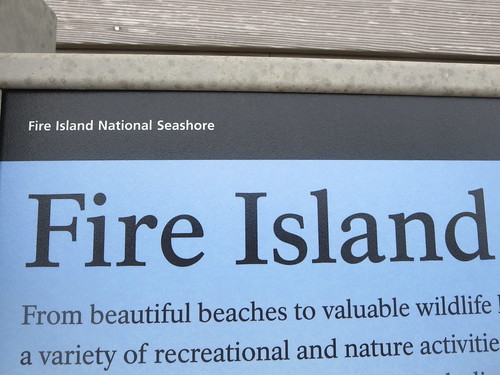 Fire Island National Seashore
Fire Island
From beautiful beaches to valuable wildlife
a variety of recreational and nature activitie